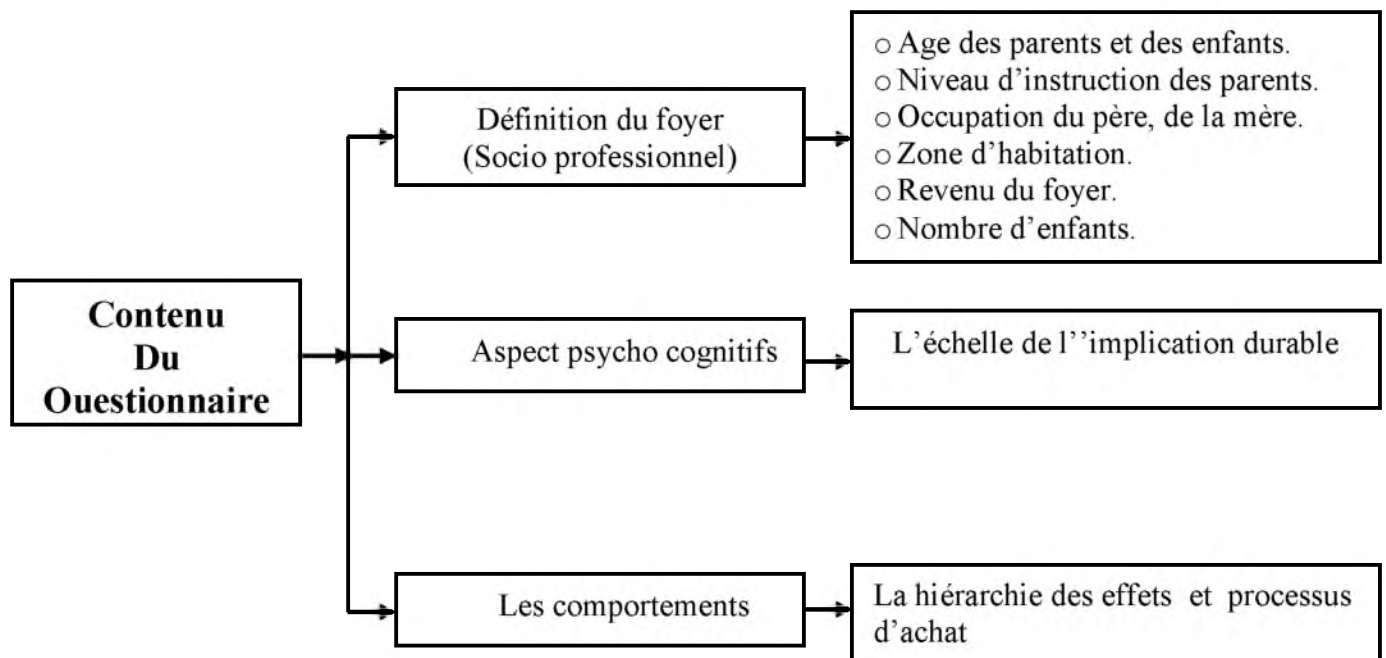 Contenu
Du
Ouestionnaire
Définition du foyer
(Socio professionnel)
○ Age des parents et des enfants.
○ Niveau d’instruction des parents.
○ Occupation du père, de la mère.
○ Zone d’habitation.
○ Revenu du foyer.
○ Nombre d’enfants.
Aspect psycho cognitifs
L’échelle de l’’implication durable
Les comportements
La hiérarchie des effets et processus
d’achat